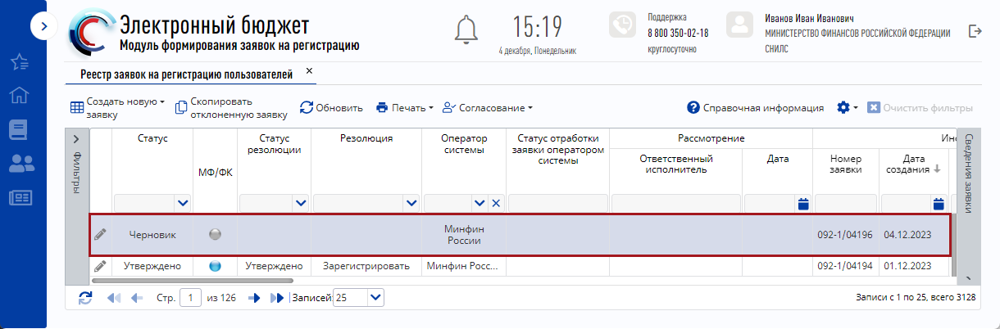 Электронный бюджет
Модуль формирования заявок на регистрацию
15:19
4 декабря, Понедельник
Поддержка
8 800 350-02-18
круглосуточно
Иванов Иван Иванович
МИНИСТЕРСТВО ФИНАНСОВ РОССИЙСКОЙ ФЕДЕРАЦИИ
СНИЛС
Реестр заявок на регистрацию пользователей
Создать новую
заявку
Скопировать
отклоненную заявку
Обновить
Печать
Согласование
Справочная информация
Очистить фильтры
Фильтры
Статус
МФ/ФК
Статус
резолюции
Резолюция
Оператор
системы
Статус отработки
заявки оператором
системы
Рассмотрение
Ответственный
исполнитель
Дата
Инс
Номер
заявки
Дата
создания
Сведения заявки
Черновик
Минфин
России
092-1/04196
04.12.2023
Утверждено
Утверждено
Зарегистрировать
Минфин Росс...
092-1/04194
01.12.2023
Стр. 1 из 126
Записей 25
Записи с 1 по 25, всего 3128